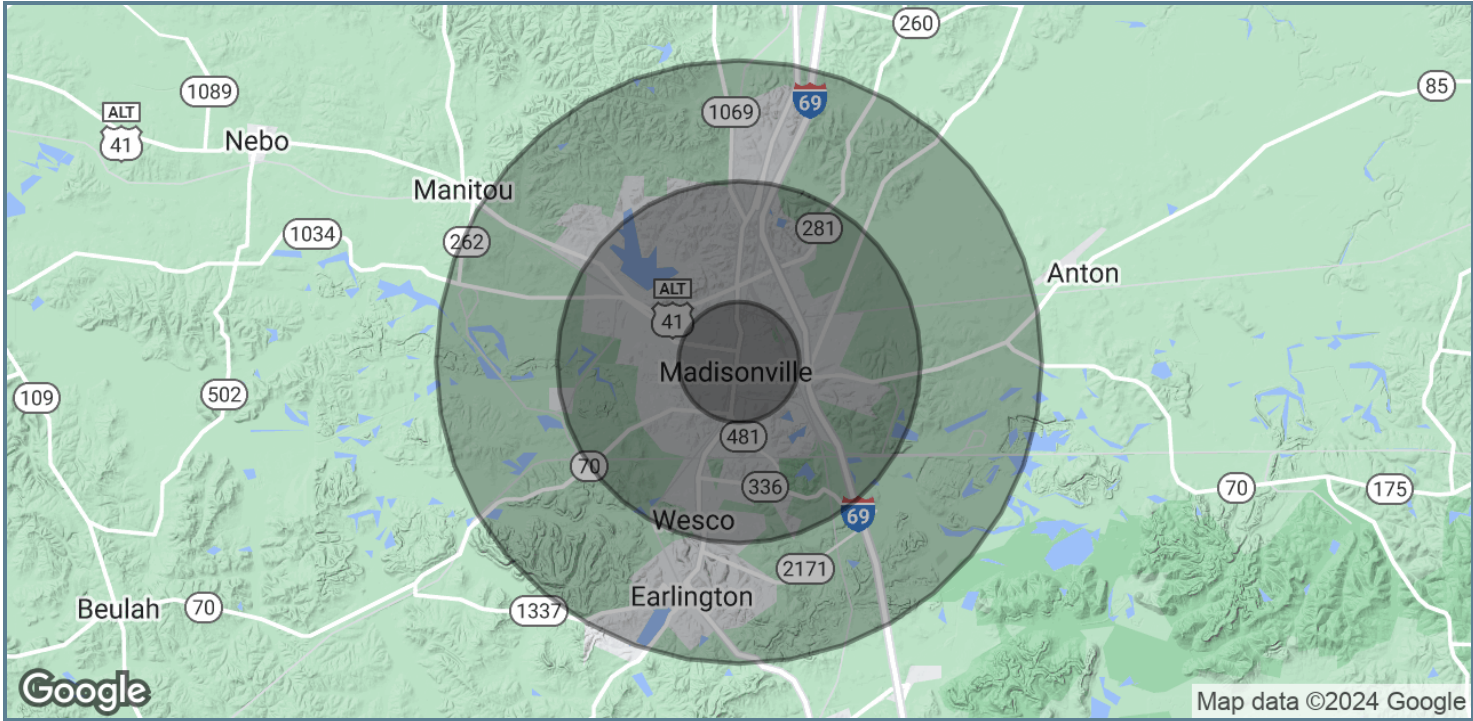 260
85
1089
69
1069
ALT
41
Nebo
Manitou
281
1034
262
Anton
ALT
41
Madisonville
109
502
481
70
336
70
175
69
Wesco
2171
Earlington
Beulah
70
1337
Google
Map data ©2024 Google